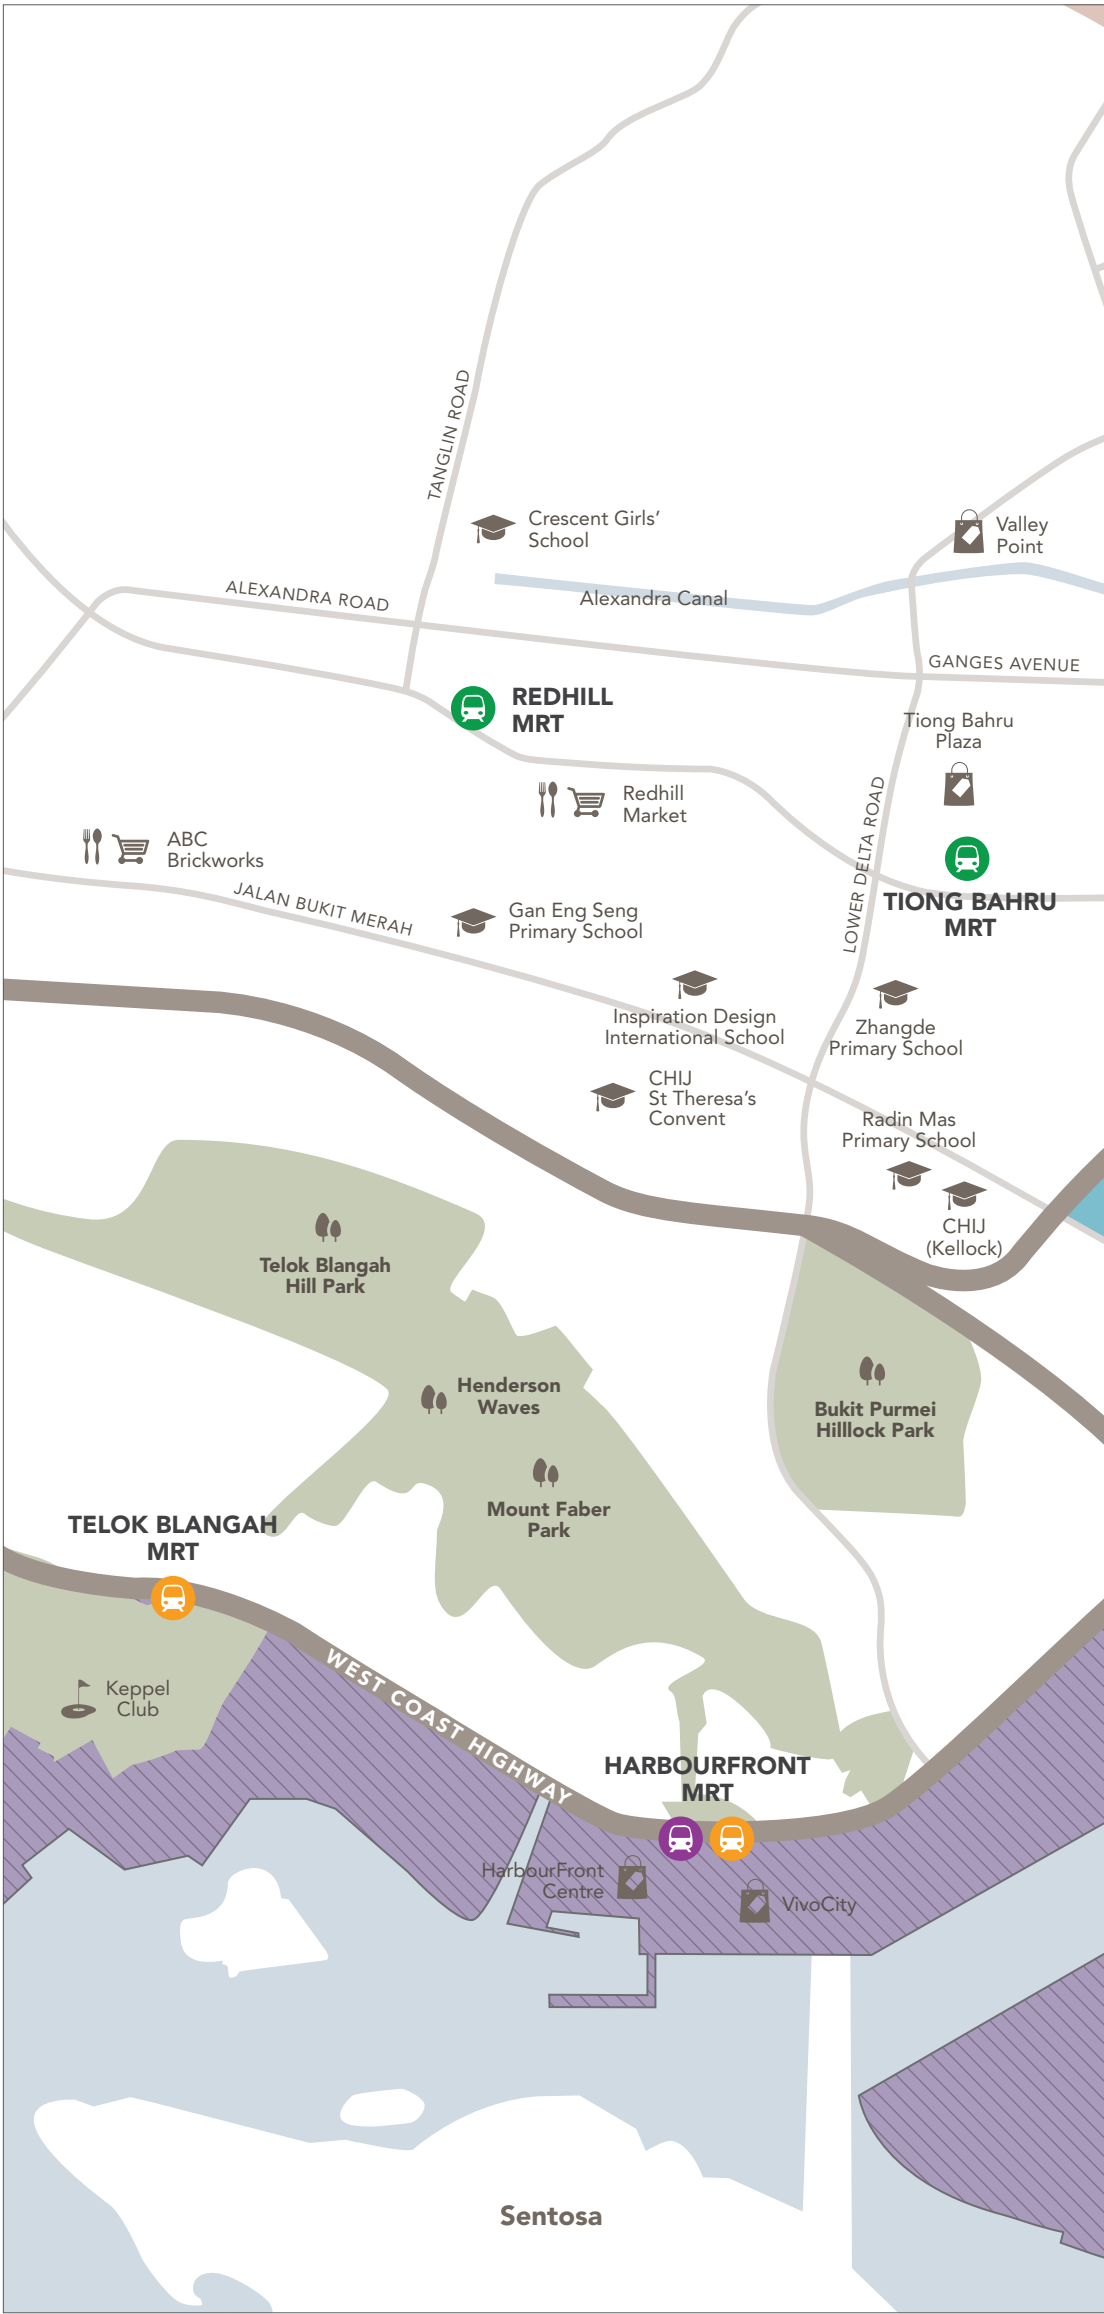 TANGLIN ROAD
Crescent Girls’
School
Valley
Point
ALEXANDRA ROAD
Alexandra Canal
GANGES AVENUE
REDHILL
MRT
Tiong Bahru
Plaza
Redhill
Market
LOWER DELTA ROAD
ABC
Brickworks
JALAN BUKIT MERAH
TIONG BAHRU
MRT
Gan Eng Seng
Primary School
Inspiration Design
International School
Zhangde
Primary School
CHIJ
St Theresa’s
Convent
Radin Mas
Primary School
CHIJ
(Kellock)
Telok Blangah
Hill Park
Henderson
Waves
Bukit Purmei
Hilllock Park
Mount Faber
Park
TELOK BLANGAH
MRT
Keppel
Club
WEST COAST HIGHWAY
HARBOURFRONT
MRT
HarbourFront
Centre
VivoCity
Sentosa